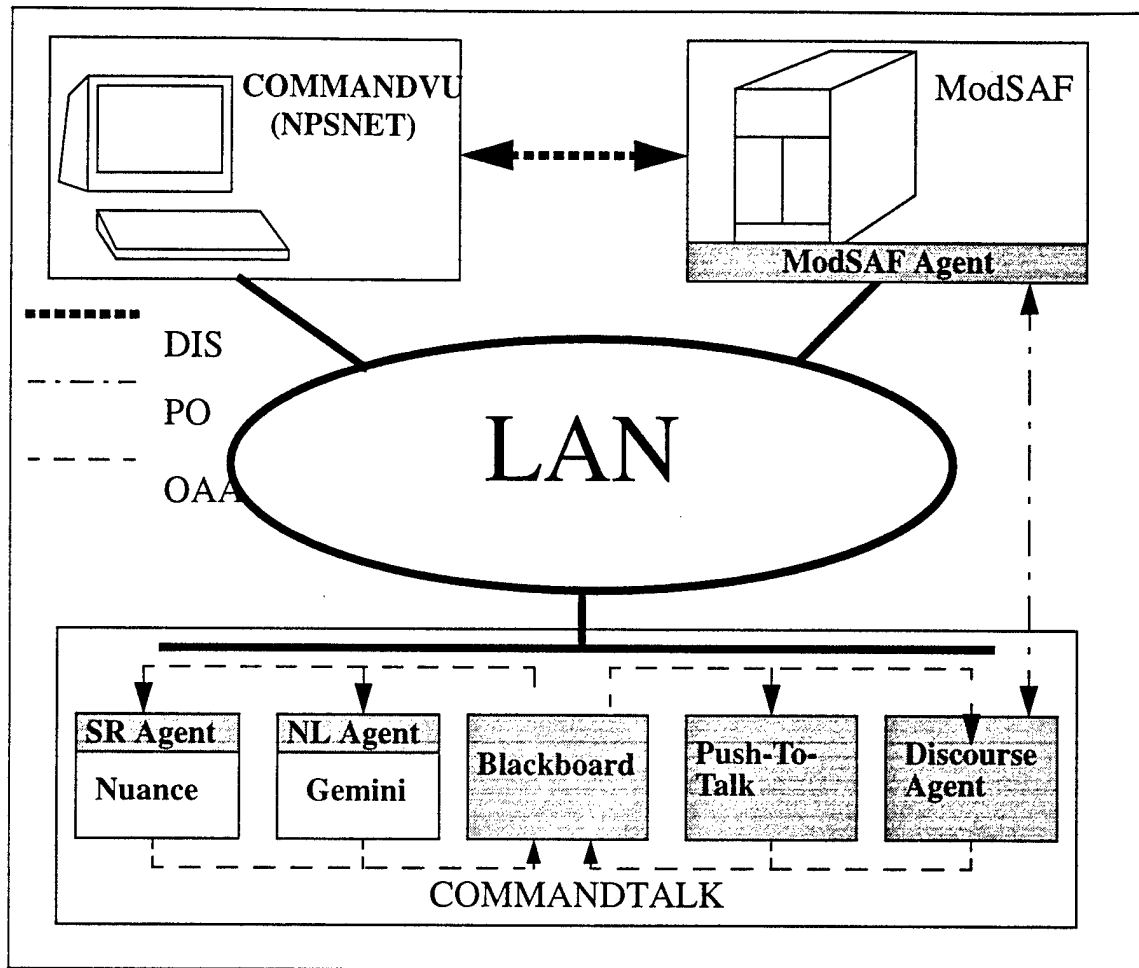 COMMANDVU
(NPSNET)
ModSAF
ModSAF Agent
DIS
PO
OAA
LAN
SR Agent
Nuance
NL Agent
Gemini
Blackboard
Push-To-
Talk
Discourse
Agent
COMMANDTALK